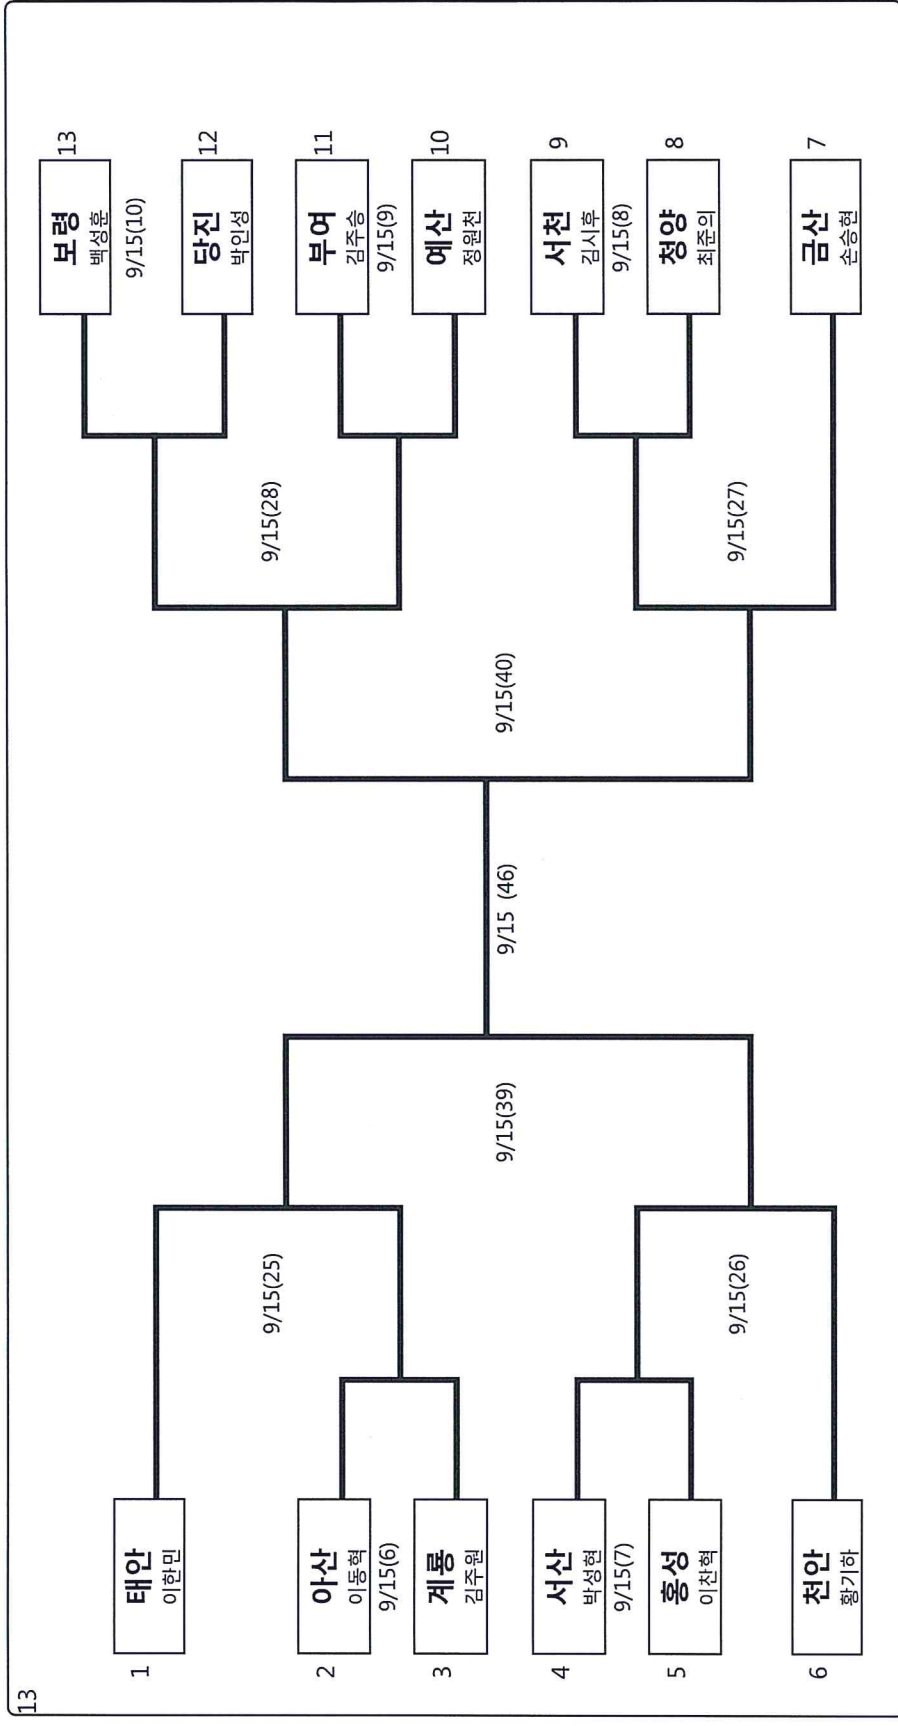 13
1
태안
이한민
2
아산
이동혁
9/15(6)
3
계룡
김주원
4
서산
박성현
9/15(7)
5
홍성
이찬혁
6
천안
황기하
9/15(25)
9/15(26)
9/15(39)
9/15 (46)
9/15(40)
9/15(28)
9/15(27)
보령
백성훈
13
9/15(10)
당진
박인성
12
부여
김주승
11
9/15(9)
예산
정원천
10
서천
김시후
9
9/15(8)
청양
최준의
8
금산
손승현
7